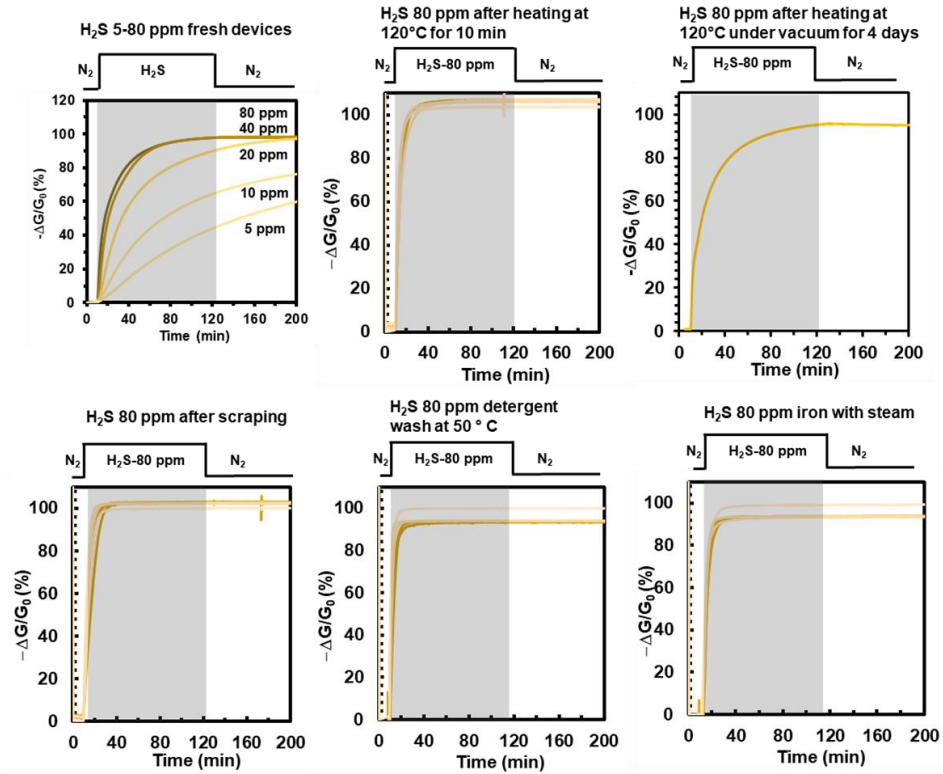 H₂S 5-80 ppm fresh devices
N₂ H₂S N₂
120
100
80
60
40
20
0
-ΔG/G₀ (%)
80 ppm
40 ppm
20 ppm
10 ppm
5 ppm
0 40 80 120 160 200
Time (min)
H₂S 80 ppm after heating at
120°C for 10 min
N₂ H₂S-80 ppm N₂
100
80
60
40
20
0
−ΔG/G₀ (%)
0 40 80 120 160 200
Time (min)
H₂S 80 ppm after heating at
120°C under vacuum for 4 days
N₂ H₂S-80 ppm N₂
100
80
60
40
20
0
-ΔG/G₀ (%)
0 40 80 120 160 200
Time (min)
H₂S 80 ppm after scraping
N₂ H₂S-80 ppm N₂
100
80
60
40
20
0
−ΔG/G₀ (%)
0 40 80 120 160 200
Time (min)
H₂S 80 ppm detergent
wash at 50 ° C
N₂ H₂S-80 ppm N₂
100
80
60
40
20
0
−ΔG/G₀ (%)
0 40 80 120 160 200
Time (min)
H₂S 80 ppm iron with steam
N₂ H₂S-80 ppm N₂
100
80
60
40
20
0
−ΔG/G₀ (%)
0 40 80 120 160 200
Time (min)